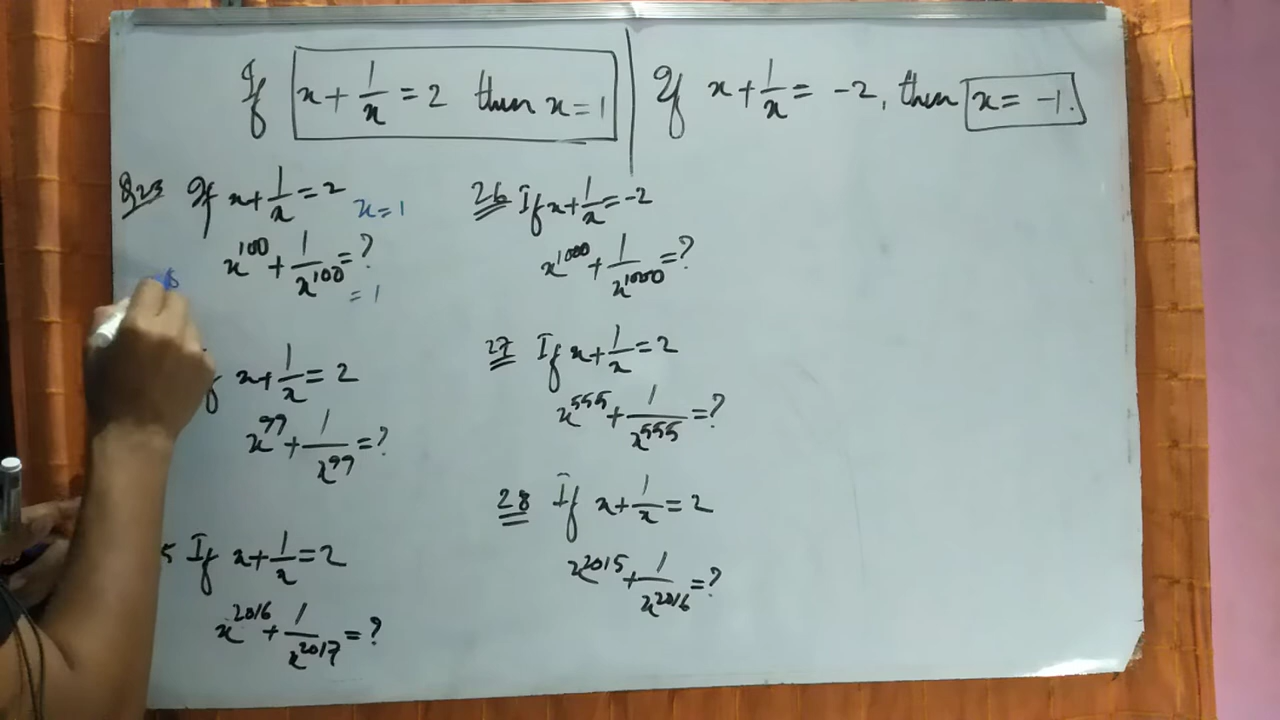 If x + 1/x = 2 then x = 1
If x + 1/x = -2, then x = -1.
Q23 If x + 1/x = 2
x = 1
x^100 + 1/x^100 = ?
= 1
x + 1/x = 2
x^99 + 1/x^99 = ?
5 If x + 1/x = 2
x^2016 + 1/x^2017 = ?
26 If x + 1/x = -2
x^1000 + 1/x^1000 = ?
27 If x + 1/x = 2
x^555 + 1/x^555 = ?
28 If x + 1/x = 2
x^2015 + 1/x^2016 = ?